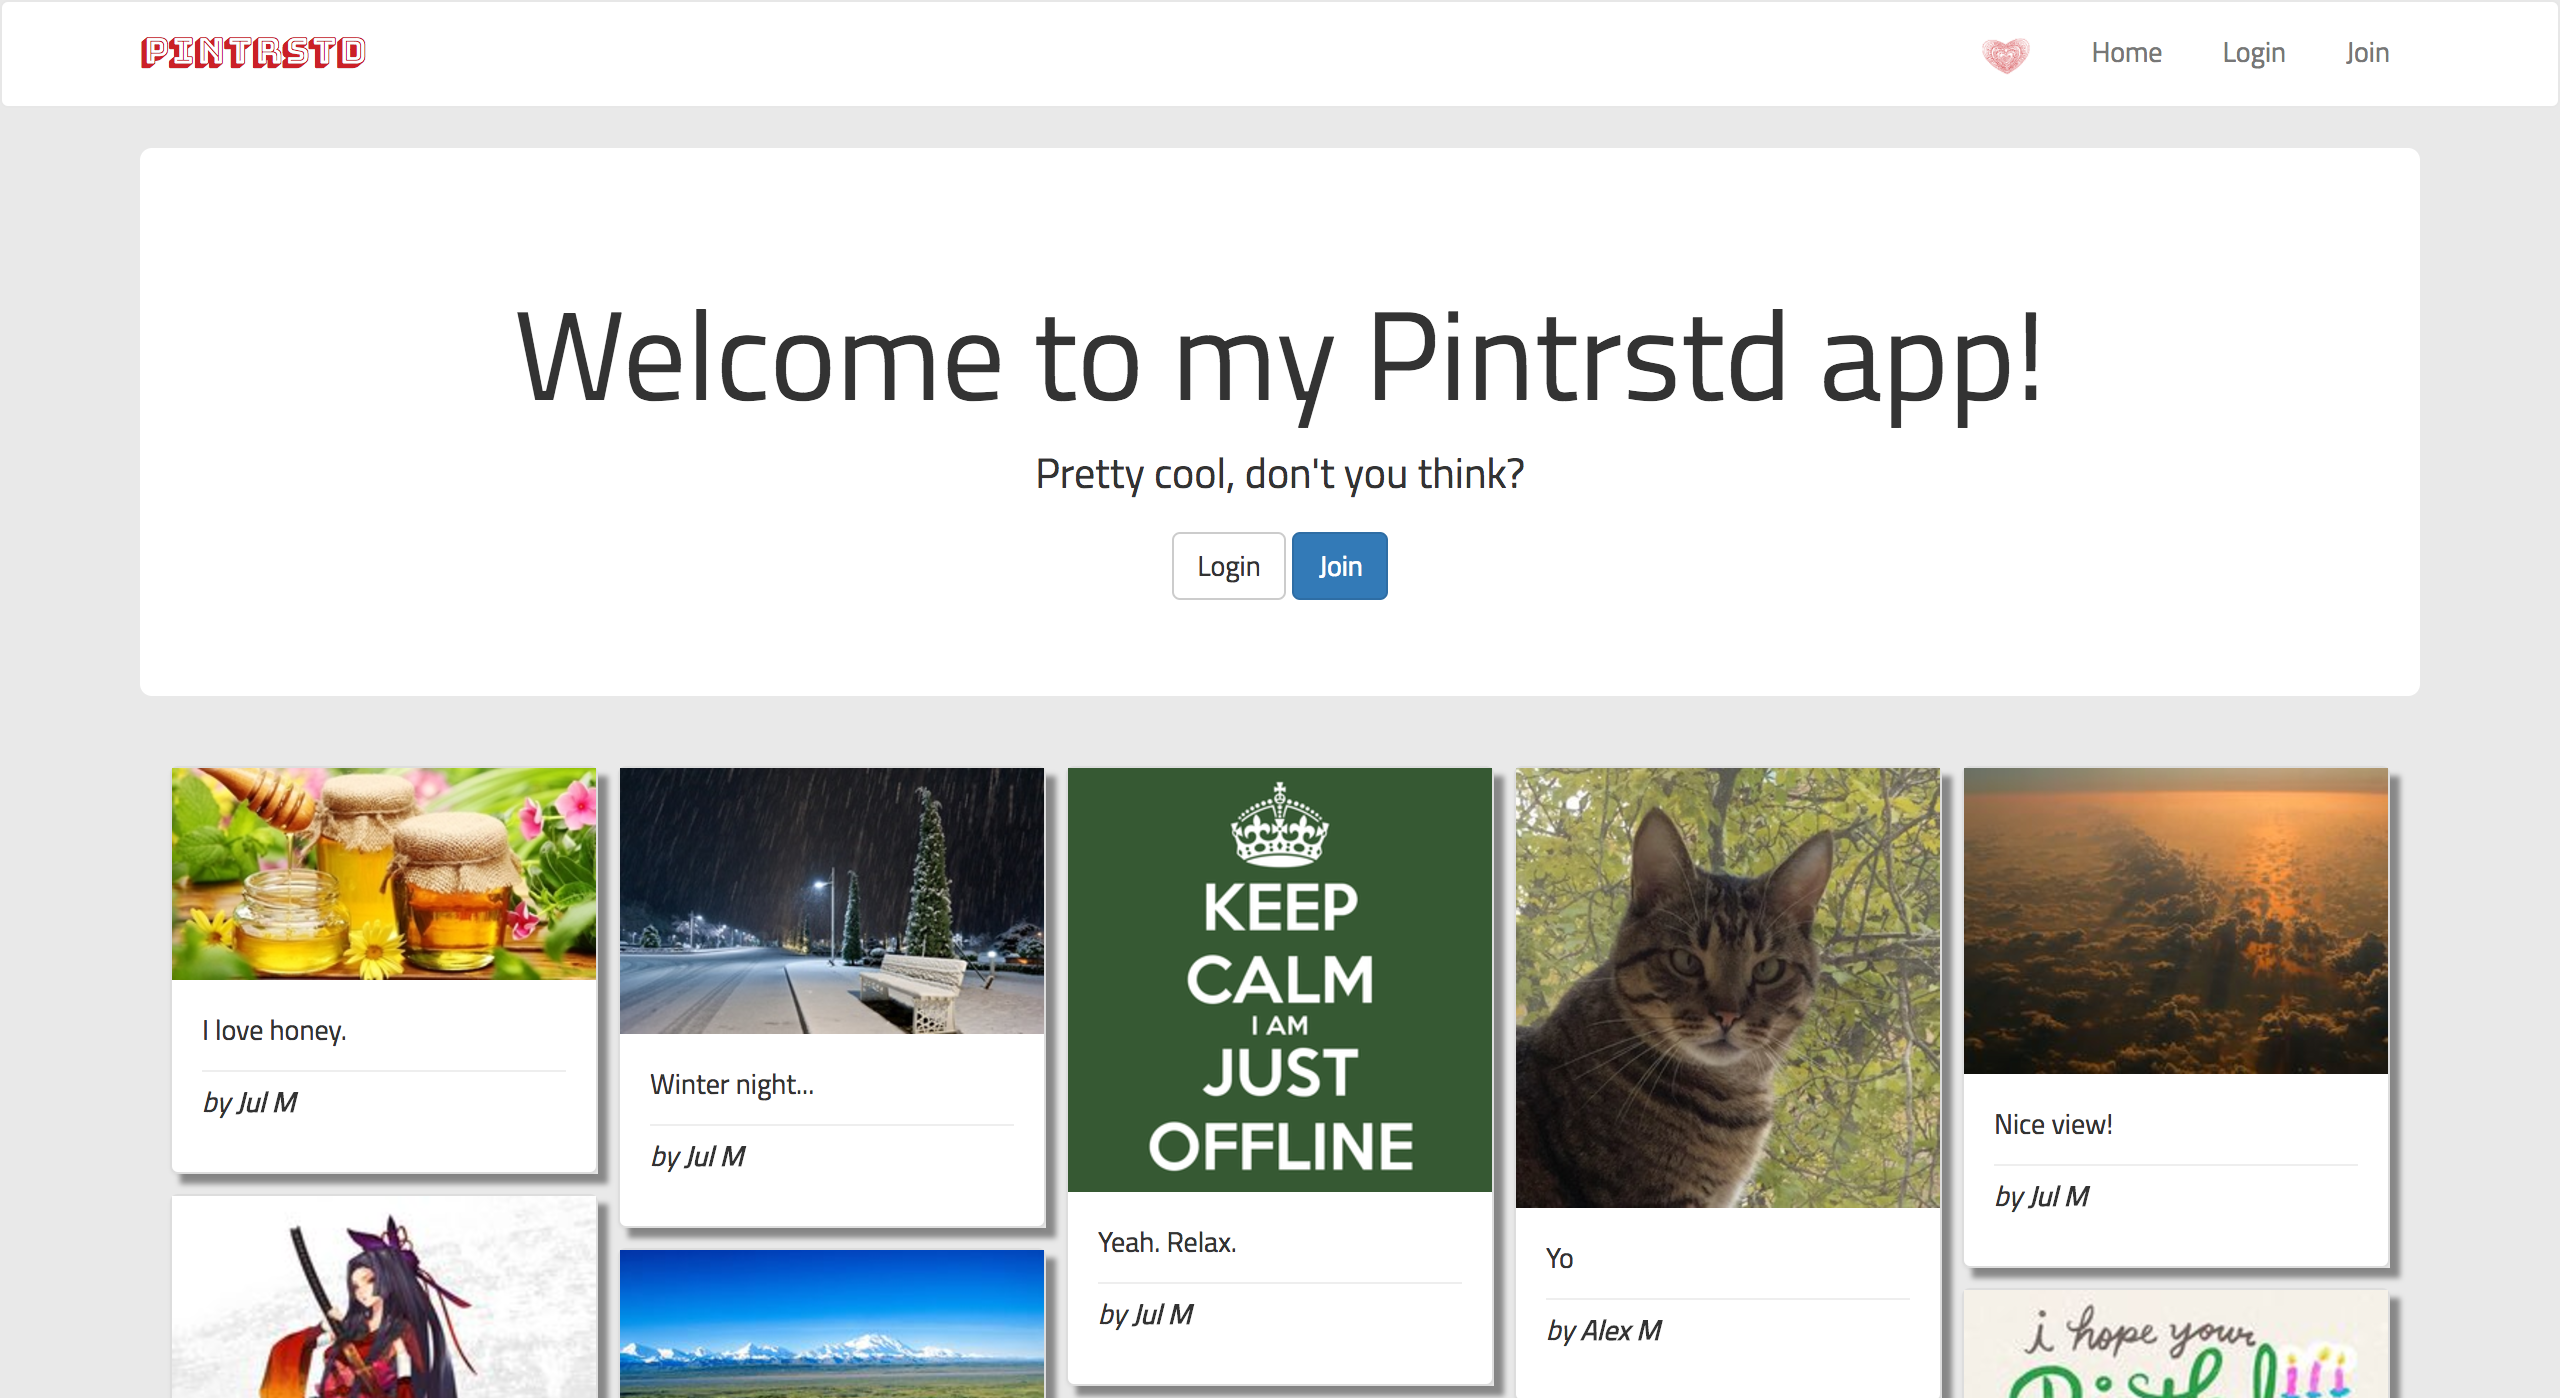 PINTRSTD
Home
Login
Join
Welcome to my Pintrstd app!
Pretty cool, don't you think?
Login
Join
I love honey.
by Jul M
Winter night...
by Jul M
KEEP
CALM
I AM
JUST
OFFLINE
Yeah. Relax.
by Jul M
Yo
by Alex M
Nice view!
by Jul M
i hope your